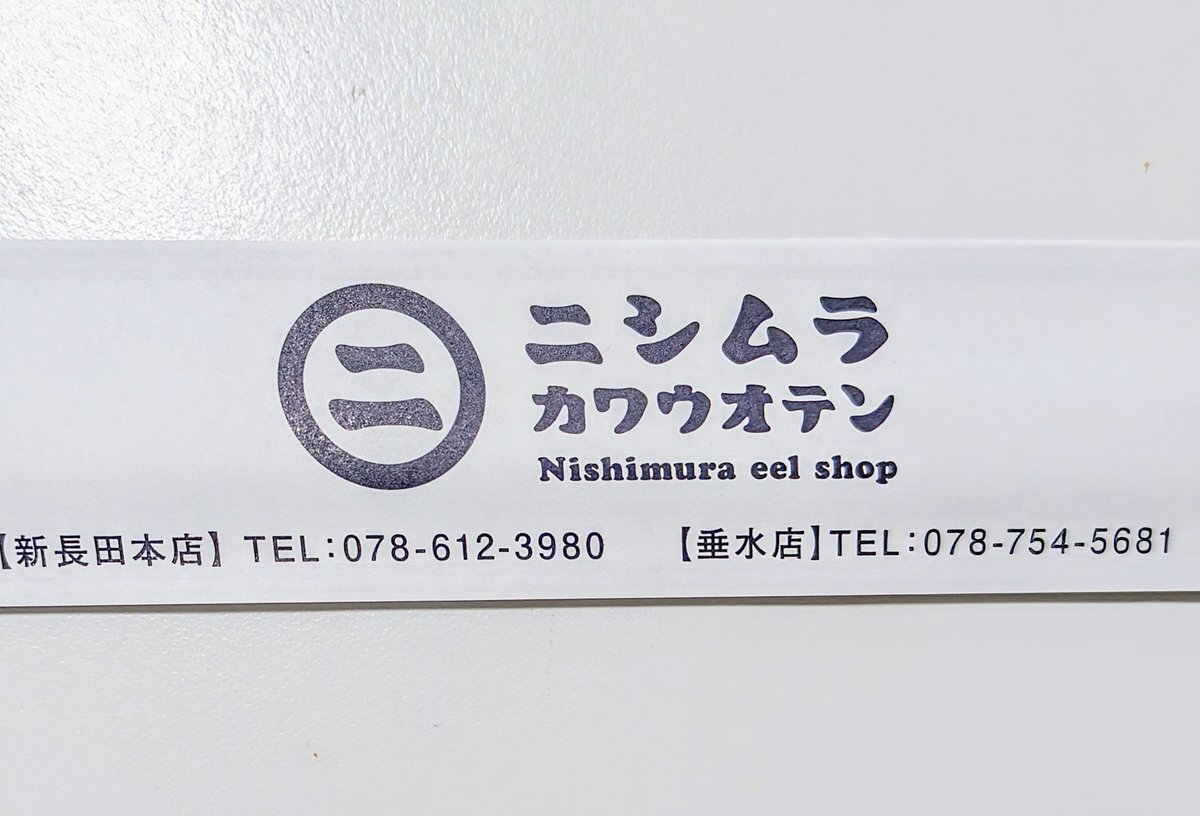 ニ
ニシムラ
カワウオテン
Nishimura eel shop
【新長田本店】 TEL:078-612-3980 【垂水店】TEL:078-754-5681